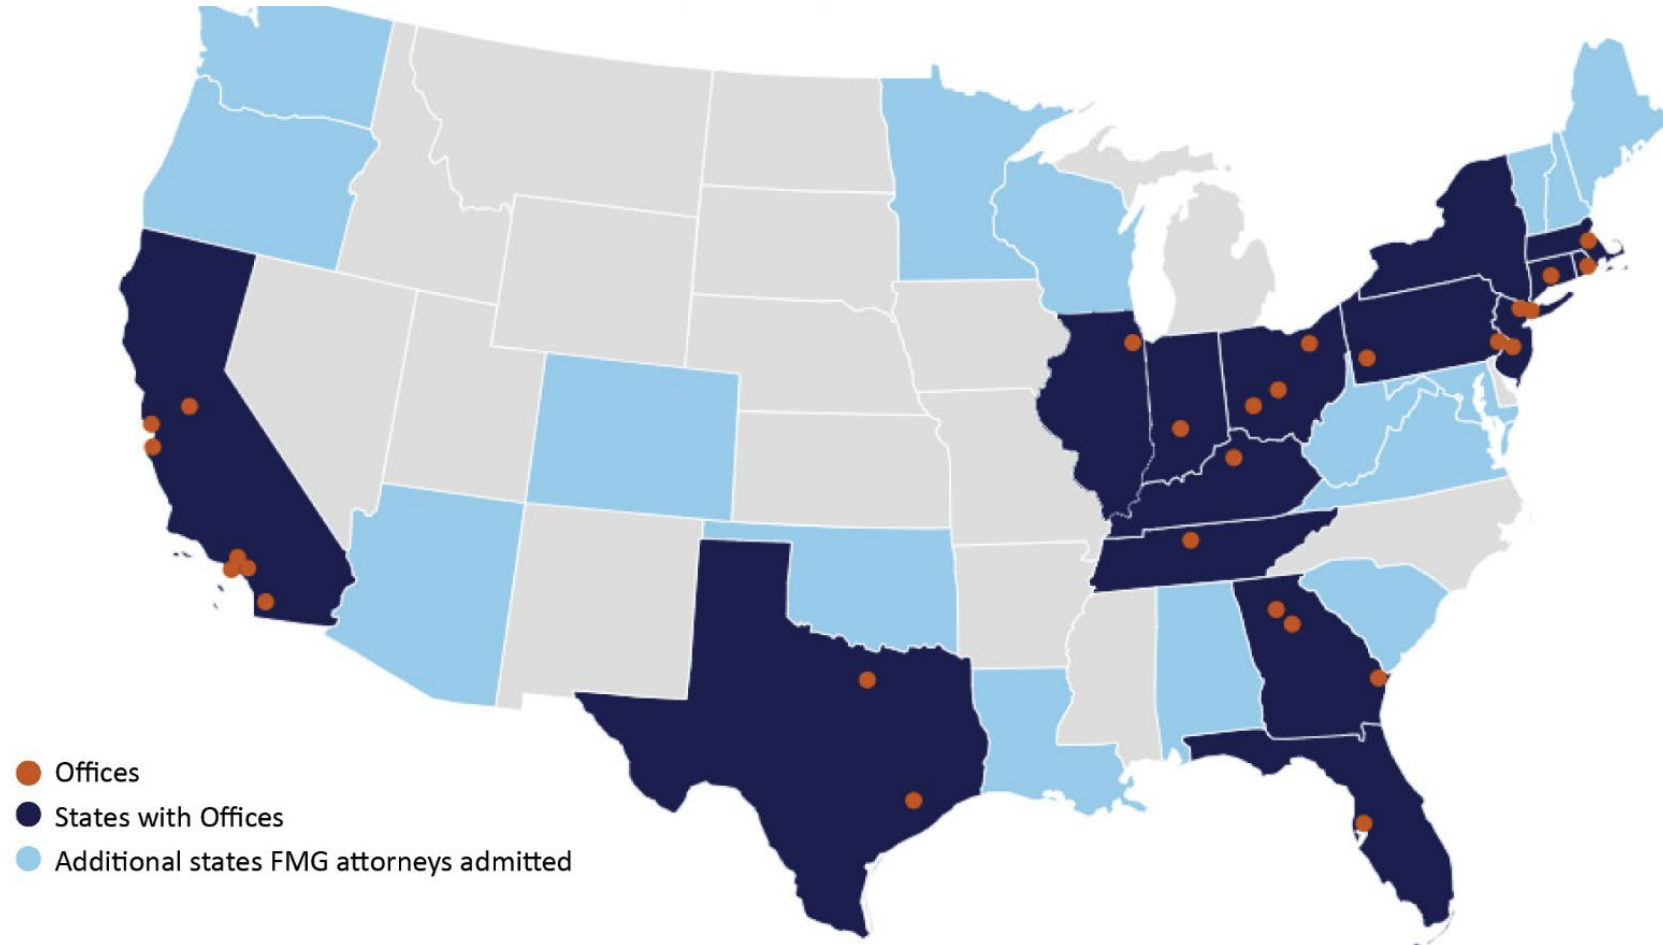 Offices
States with Offices
Additional states FMG attorneys admitted